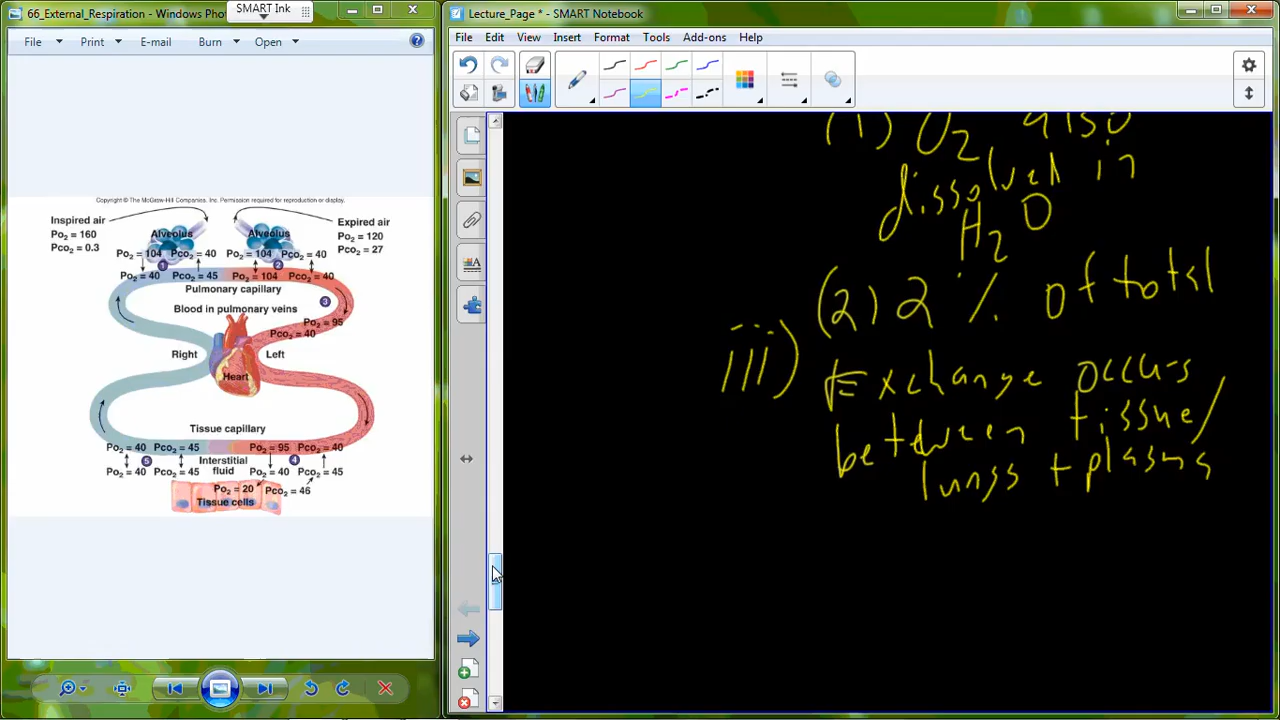 66_External_Respiration - Windows Pho
SMART Ink
File Print E-mail Burn Open
Copyright © The McGraw-Hill Companies, Inc. Permission required for reproduction or display.
Inspired air
Po2 = 160
Pco2 = 0.3
Expired air
Po2 = 120
Pco2 = 27
Alveolus Alveolus
Po2 = 104 Pco2 = 40 Po2 = 104 Pco2 = 40
1 2
Po2 = 40 Pco2 = 45 Po2 = 104 Pco2 = 40
Pulmonary capillary
3
Blood in pulmonary veins
Po2 = 95
Pco2 = 40
Right Left
Heart
Tissue capillary
Po2 = 40 Pco2 = 45 Po2 = 95 Pco2 = 40
5 Interstitial fluid 4
Po2 = 40 Pco2 = 45 Po2 = 40 Pco2 = 45
Po2 = 20 Pco2 = 46
Tissue cells
Lecture_Page * - SMART Notebook
File Edit View Insert Format Tools Add-ons Help
(1) O2 also
dissolved in
H2O
(2) 2 % of total
iii) Exchange occurs
between tissue/
lungs + plasma